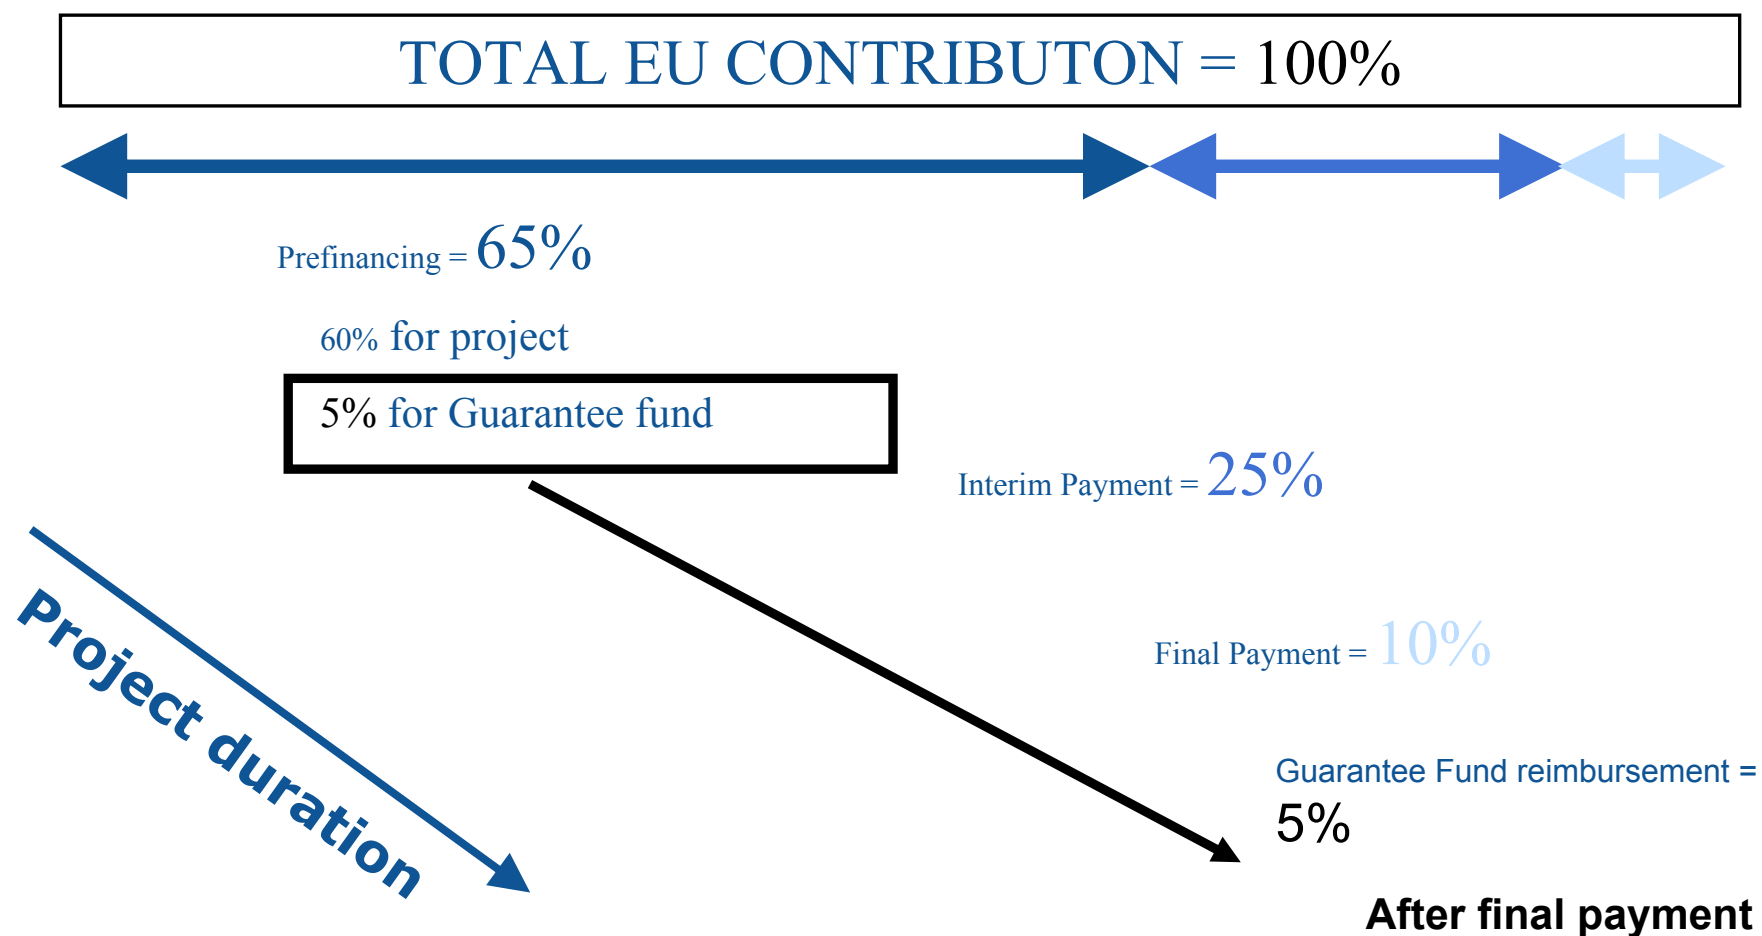 TOTAL EU CONTRIBUTON = 100%
Prefinancing = 65%
60% for project
5% for Guarantee fund
Interim Payment = 25%
Project duration
Final Payment = 10%
Guarantee Fund reimbursement =
5%
After final payment